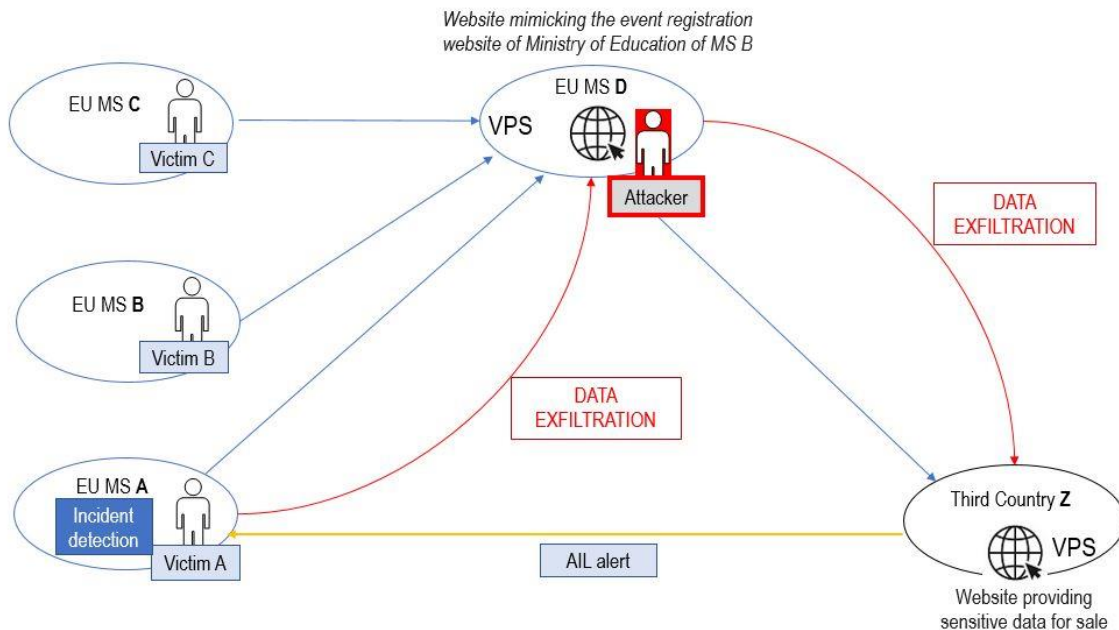 Website mimicking the event registration
website of Ministry of Education of MS B
EU MS C
Victim C
EU MS D
VPS
Attacker
DATA
EXFILTRATION
EU MS B
Victim B
DATA
EXFILTRATION
EU MS A
Incident
detection
Victim A
AIL alert
Third Country Z
VPS
Website providing
sensitive data for sale